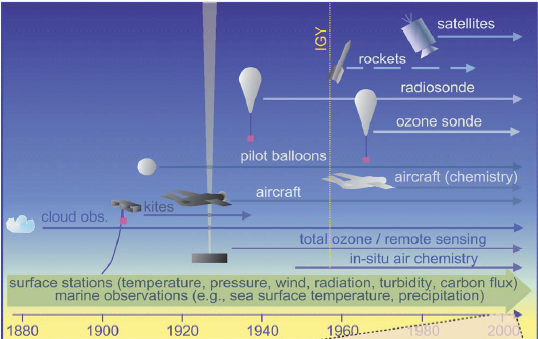 satellites
IGY
rockets
radiosonde
ozone sonde
pilot balloons
aircraft (chemistry)
aircraft
kites
cloud obs.
total ozone / remote sensing
in-situ air chemistry
surface stations (temperature, pressure, wind, radiation, turbidity, carbon flux)
marine observations (e.g., sea surface temperature, precipitation)
1880 1900 1920 1940 1960 1980 2000